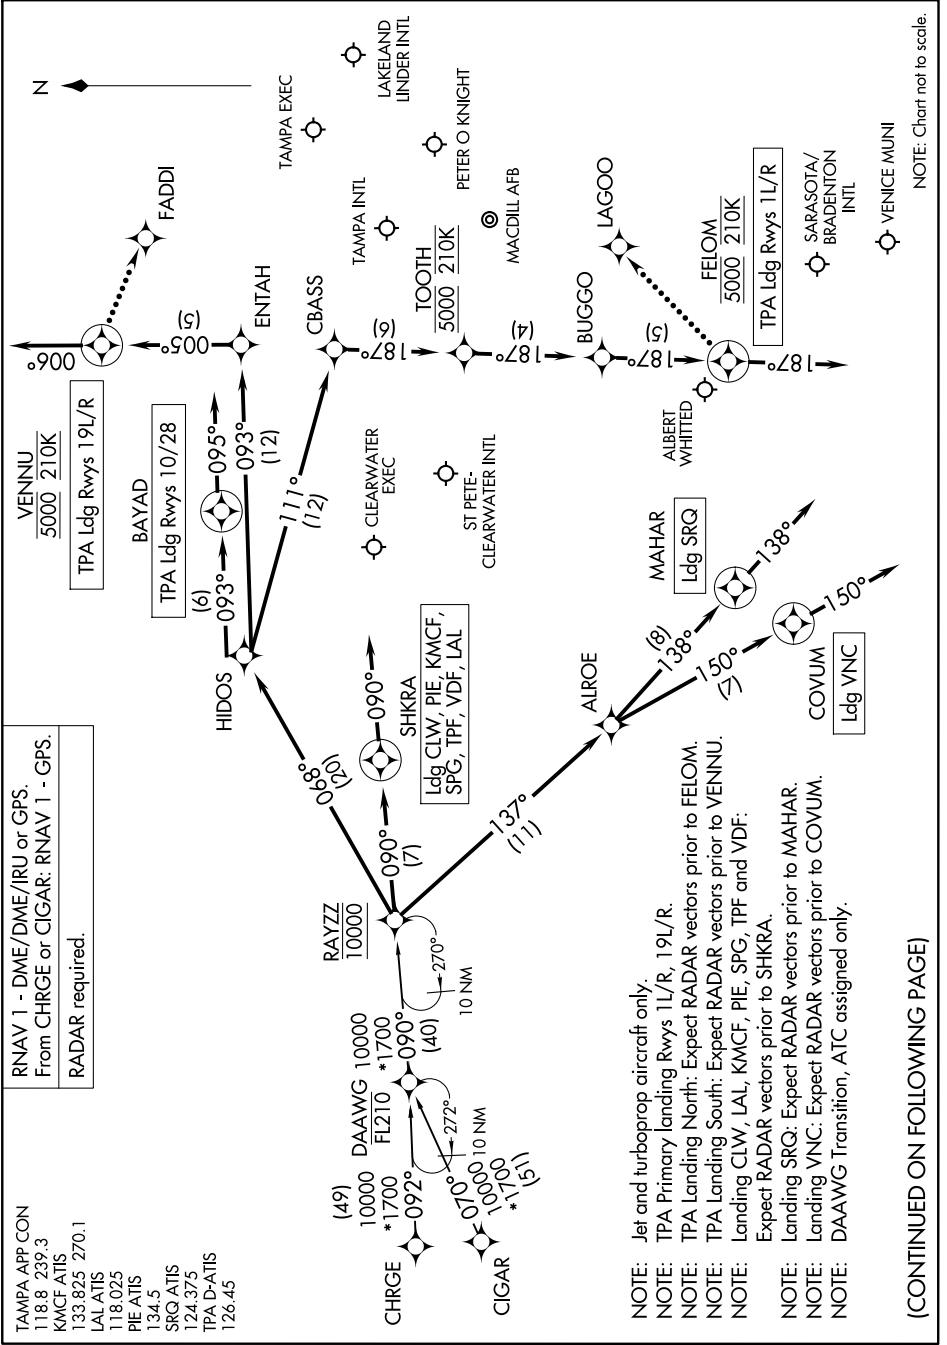 TAMPA APP CON
118.8 239.3
KMCF ATIS
133.825 270.1
LAL ATIS
118.025
PIE ATIS
134.5
SRQ ATIS
124.375
TPA D-ATIS
126.45
RNAV 1 - DME/DME/IRU or GPS.
From CHRGE or CIGAR: RNAV 1 - GPS.
RADAR required.
VENNU
5000 210K
TPA Ldg Rwys 19L/R
006°
FADDI
N
BAYAD
TPA Ldg Rwys 10/28
095°
005°
(5)
ENTAH
(6)
093°
093°
(12)
HIDOS
111°
(12)
CBASS
TAMPA EXEC
LAKELAND
LINDER INTL
068°
(20)
187°
(6)
TAMPA INTL
PETER O KNIGHT
CLEARWATER
EXEC
TOOTH
5000 210K
MACDILL AFB
ST PETE-
CLEARWATER INTL
187°
(4)
BUGGO
LAGOO
187°
(5)
FELOM
5000 210K
TPA Ldg Rwys 1L/R
187°
ALBERT
WHITTED
SARASOTA/
BRADENTON
INTL
VENICE MUNI
NOTE: Chart not to scale.
(49)
10000
*1700
092°
CHRGE
DAAWG
FL210
10000
*1700
090°
(40)
272°
10 NM
070°
10000
*1700
(51)
CIGAR
RAYZZ
10000
270°
10 NM
090°
(7)
090°
SHKRA
Ldg CLW, PIE, KMCF,
SPG, TPF, VDF, LAL
137°
(11)
ALROE
(8)
138°
MAHAR
Ldg SRQ
138°
150°
(7)
COVUM
Ldg VNC
150°
NOTE: Jet and turboprop aircraft only.
NOTE: TPA Primary landing Rwys 1L/R, 19L/R.
NOTE: TPA Landing North: Expect RADAR vectors prior to FELOM.
NOTE: TPA Landing South: Expect RADAR vectors prior to VENNU.
NOTE: Landing CLW, LAL, KMCF, PIE, SPG, TPF and VDF:
Expect RADAR vectors prior to SHKRA.
NOTE: Landing SRQ: Expect RADAR vectors prior to MAHAR.
NOTE: Landing VNC: Expect RADAR vectors prior to COVUM.
NOTE: DAAWG Transition, ATC assigned only.
(CONTINUED ON FOLLOWING PAGE)